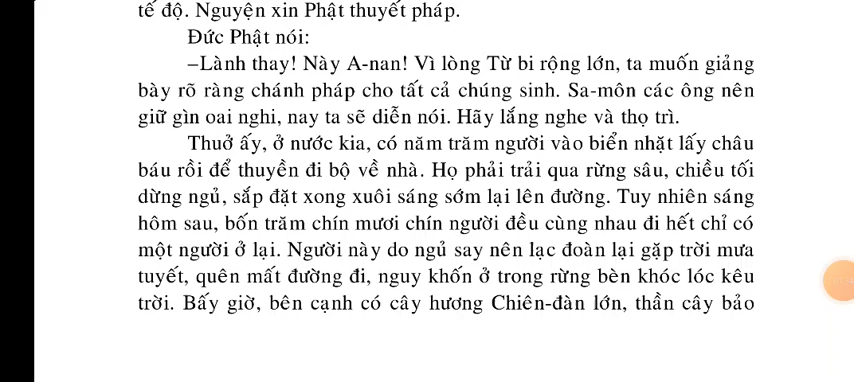 tế độ. Nguyện xin Phật thuyết pháp.
Đức Phật nói:
–Lành thay! Này A-nan! Vì lòng Từ bi rộng lớn, ta muốn giảng
bày rõ ràng chánh pháp cho tất cả chúng sinh. Sa-môn các ông nên
giữ gìn oai nghi, nay ta sẽ diễn nói. Hãy lắng nghe và thọ trì.
Thuở ấy, ở nước kia, có năm trăm người vào biển nhặt lấy châu
báu rồi để thuyền đi bộ về nhà. Họ phải trải qua rừng sâu, chiều tối
dừng ngủ, sắp đặt xong xuôi sáng sớm lại lên đường. Tuy nhiên sáng
hôm sau, bốn trăm chín mươi chín người đều cùng nhau đi hết chỉ có
một người ở lại. Người này do ngủ say nên lạc đoàn lại gặp trời mưa
tuyết, quên mất đường đi, nguy khốn ở trong rừng bèn khóc lóc kêu
trời. Bấy giờ, bên cạnh có cây hương Chiên-đàn lớn, thần cây bảo